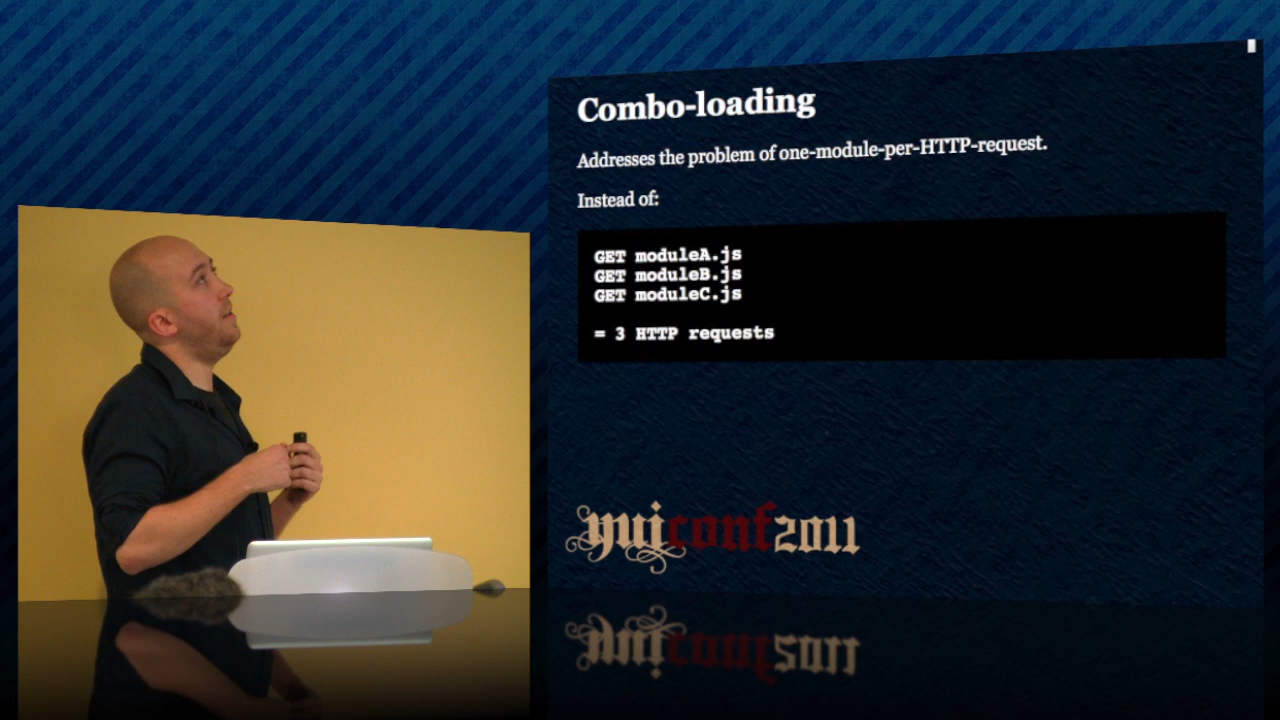 Combo-loading
Addresses the problem of one-module-per-HTTP-request.
Instead of:
GET moduleA.js
GET moduleB.js
GET moduleC.js
= 3 HTTP requests
yuiconf2011